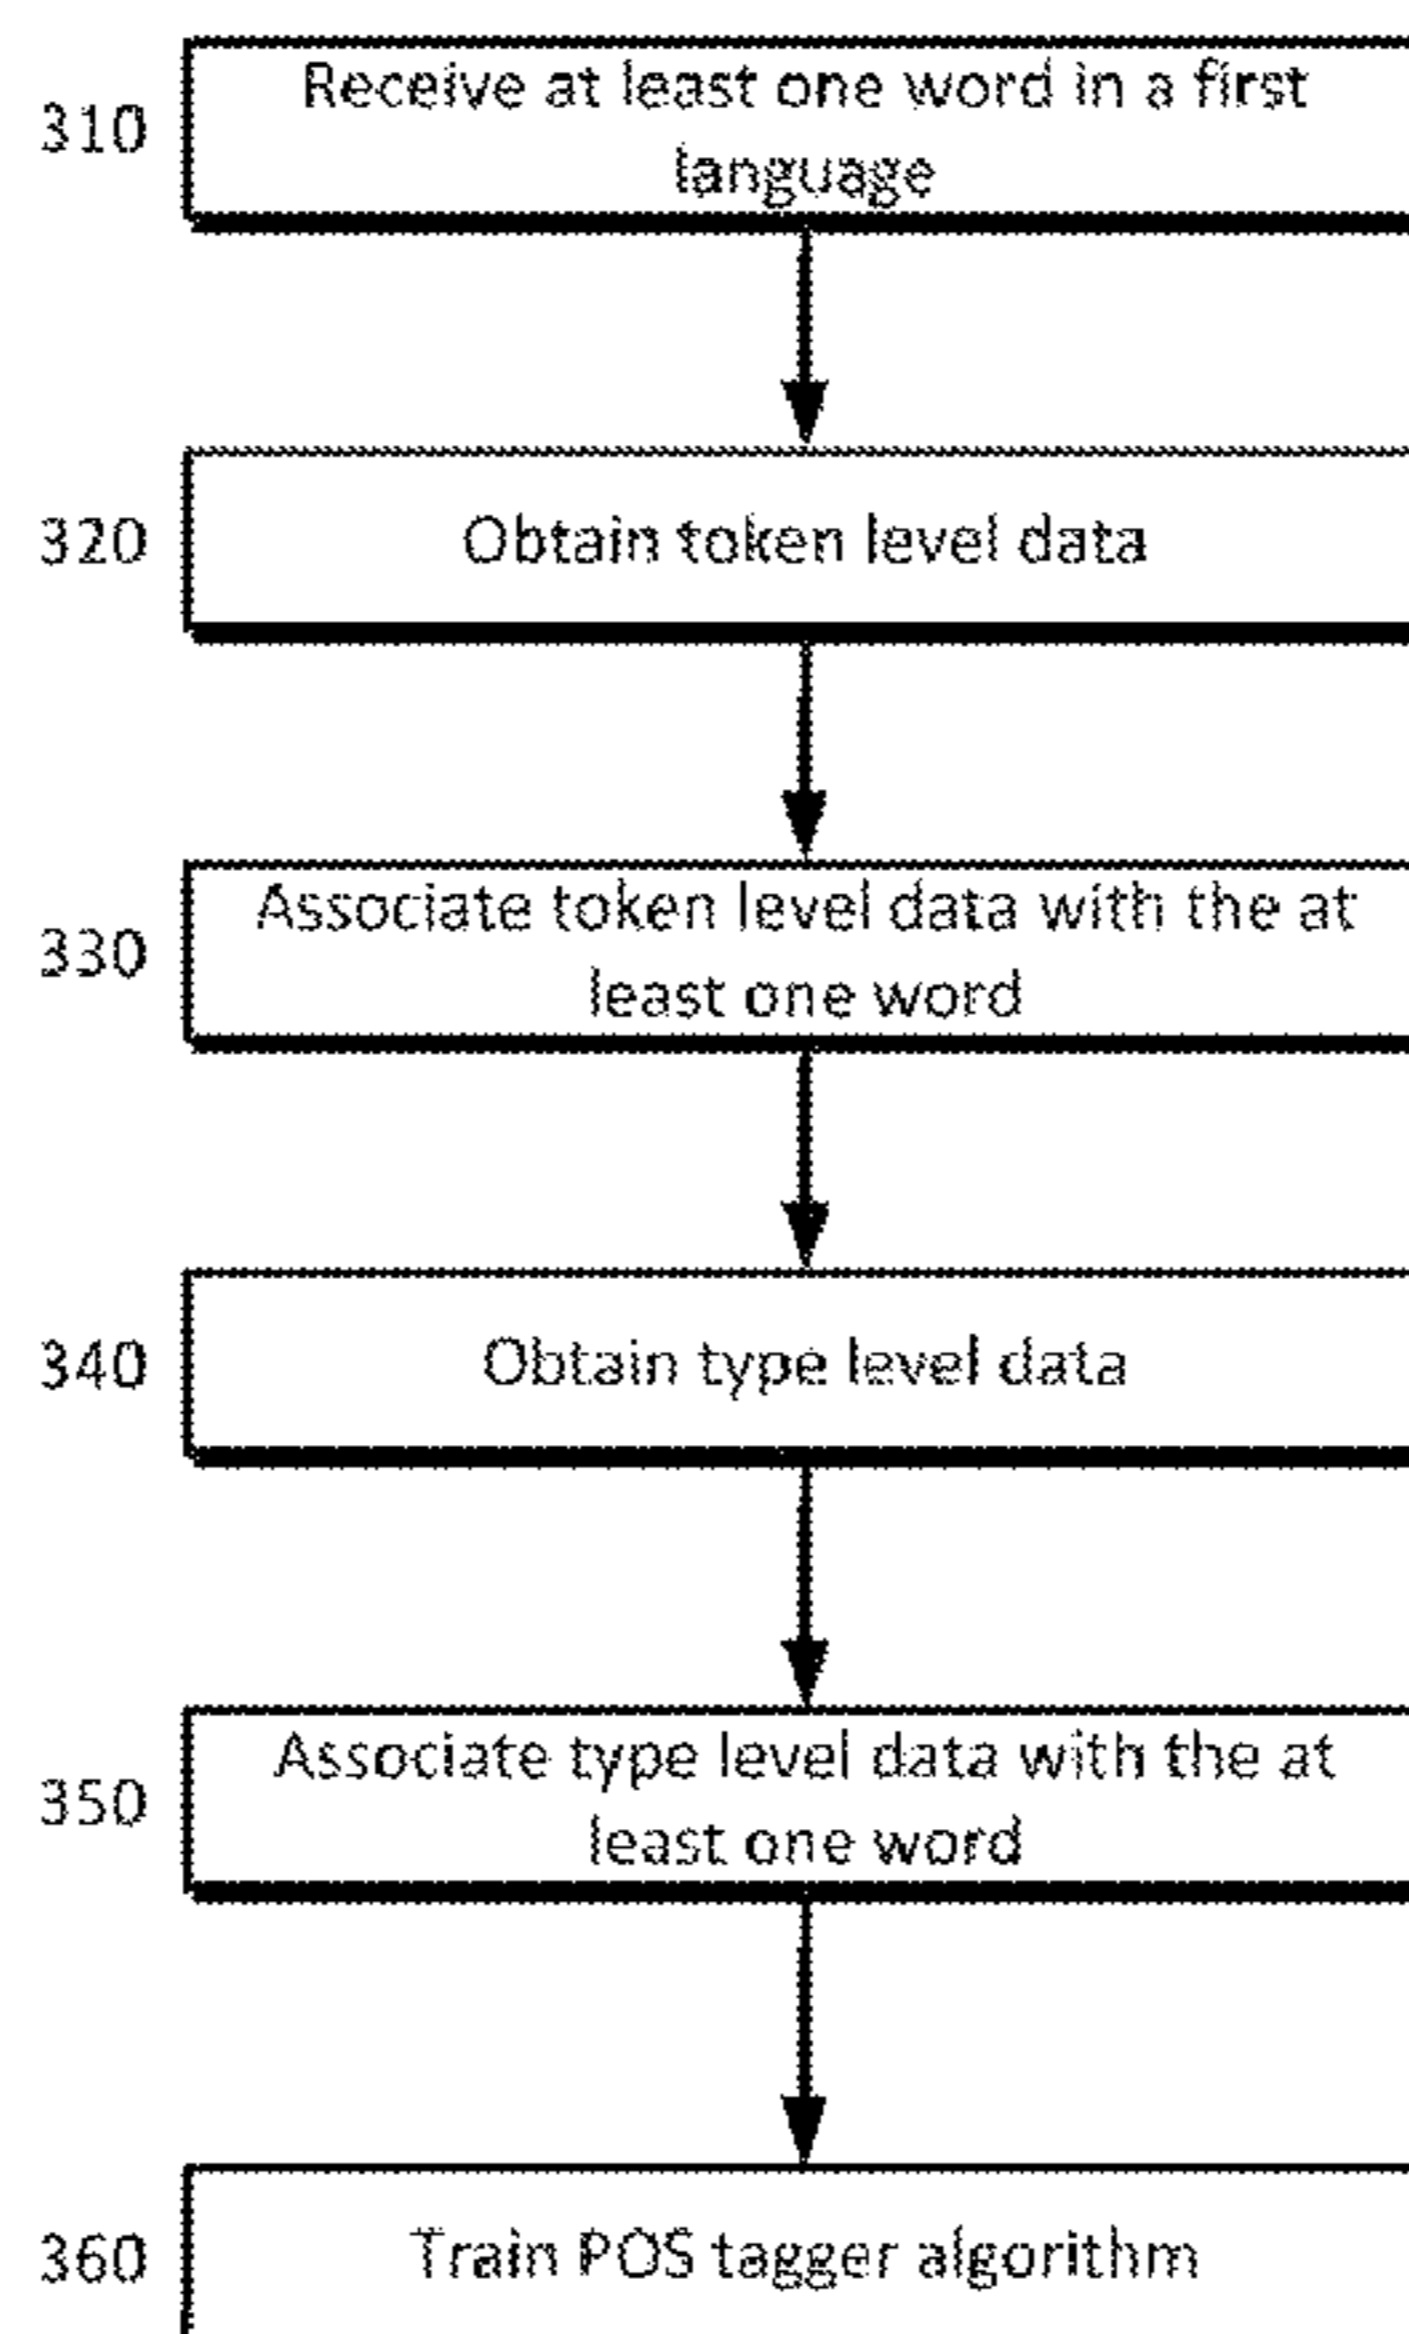 310
Receive at least one word in a first
language
320
Obtain token level data
330
Associate token level data with the at
least one word
340
Obtain type level data
350
Associate type level data with the at
least one word
360
Train POS tagger algorithm